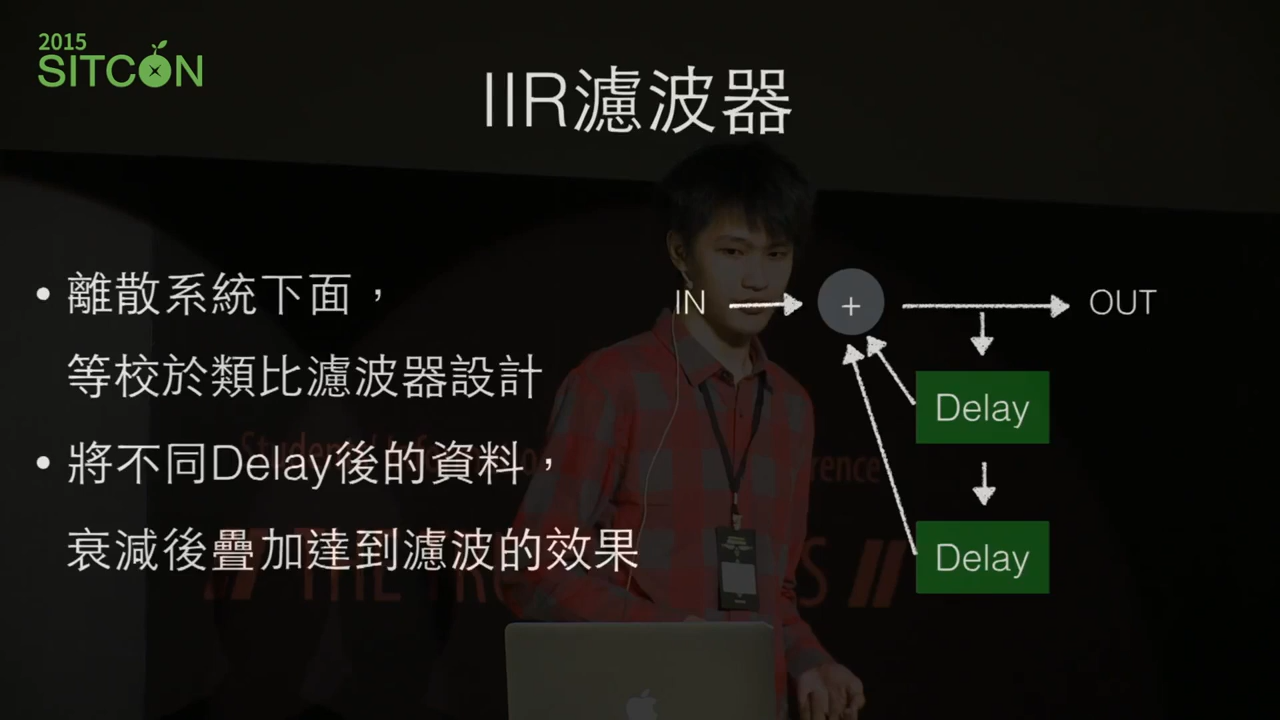 2015
SITCON
IIR濾波器
離散系統下面，
等校於類比濾波器設計
將不同Delay後的資料，
衰減後疊加達到濾波的效果
IN
+
OUT
Delay
Delay